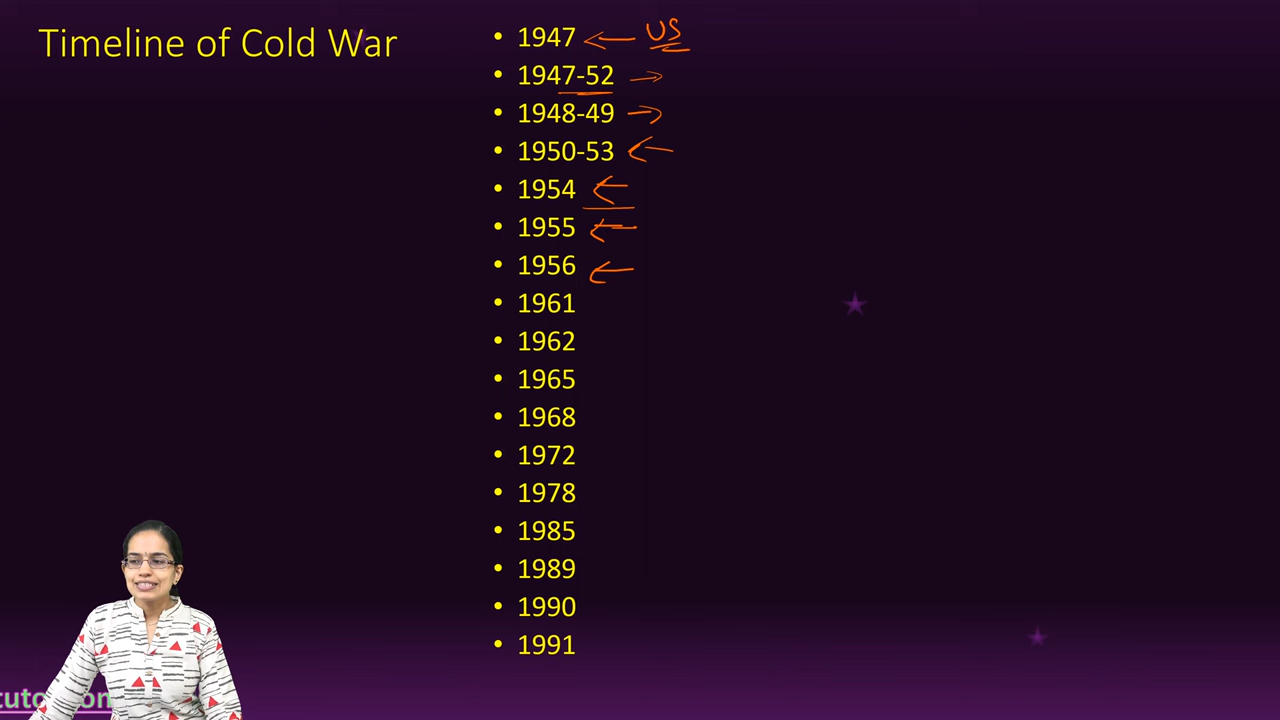 Timeline of Cold War
• 1947 ← US
• 1947-52 →
• 1948-49 →
• 1950-53 ←
• 1954 ←
• 1955 ←
• 1956 ←
• 1961
• 1962
• 1965
• 1968
• 1972
• 1978
• 1985
• 1989
• 1990
• 1991